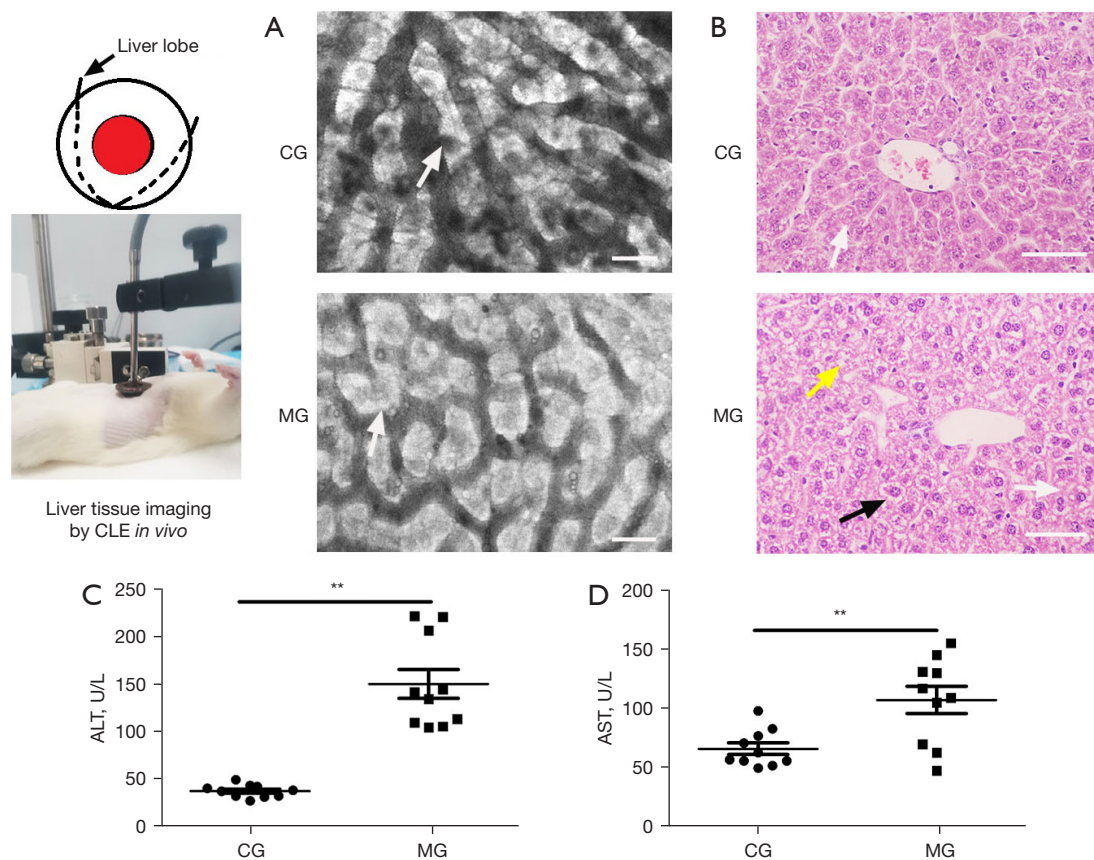 Liver lobe
A
B
CG
CG
MG
MG
Liver tissue imaging
by CLE in vivo
C
**
250
200
150
100
50
0
ALT, U/L
CG
MG
D
**
200
150
100
50
0
AST, U/L
CG
MG